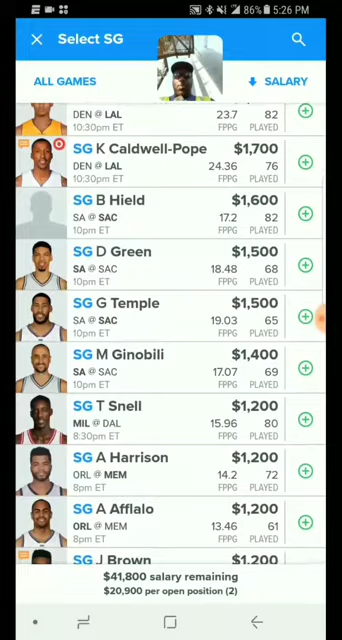 86% 5:26 PM
Select SG
ALL GAMES SALARY
DEN @ LAL 23.7 82
10:30pm ET FPPG PLAYED
SG K Caldwell-Pope $1,700
DEN @ LAL 24.36 76
10:30pm ET FPPG PLAYED
SG B Hield $1,600
SA @ SAC 17.2 82
10pm ET FPPG PLAYED
SG D Green $1,500
SA @ SAC 18.48 68
10pm ET FPPG PLAYED
SG G Temple $1,500
SA @ SAC 19.03 65
10pm ET FPPG PLAYED
SG M Ginobili $1,400
SA @ SAC 17.07 69
10pm ET FPPG PLAYED
SG T Snell $1,200
MIL @ DAL 15.96 80
8:30pm ET FPPG PLAYED
SG A Harrison $1,200
ORL @ MEM 14.2 72
8pm ET FPPG PLAYED
SG A Afflalo $1,200
ORL @ MEM 13.46 61
8pm ET FPPG PLAYED
SG J Brown $1,200
$41,800 salary remaining
$20,900 per open position (2)